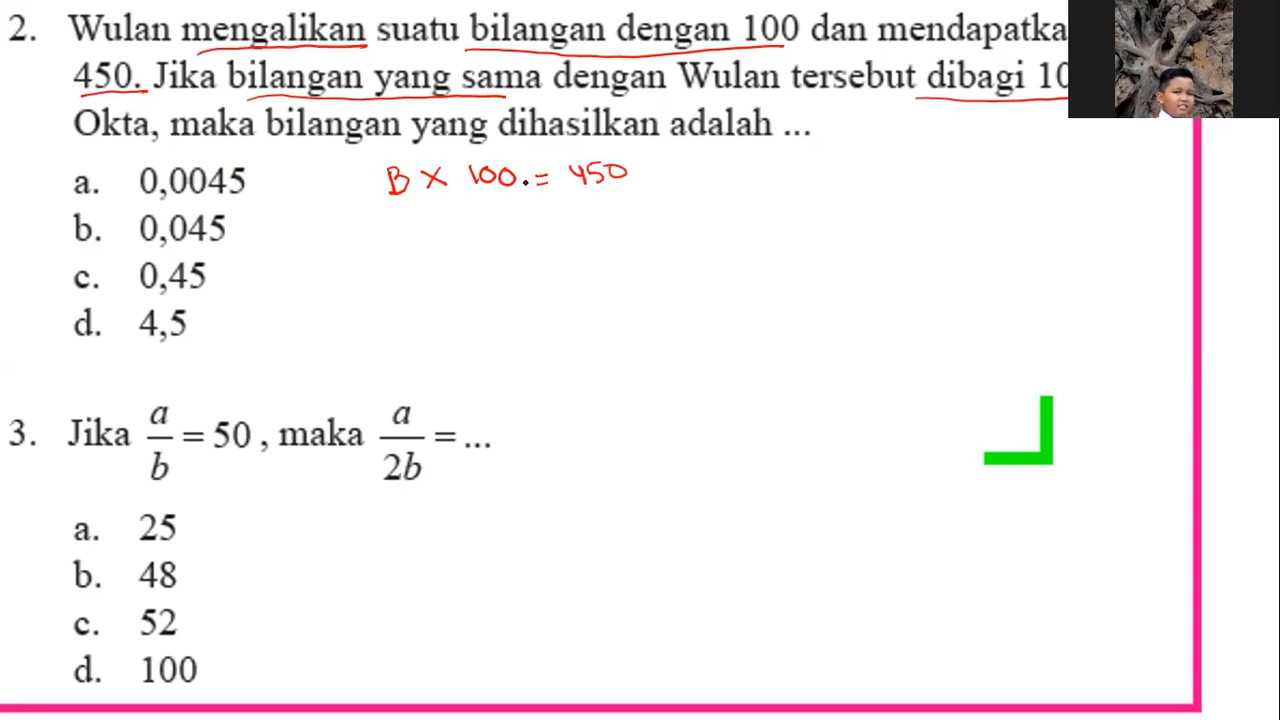 2. Wulan mengalikan suatu bilangan dengan 100 dan mendapatka
450. Jika bilangan yang sama dengan Wulan tersebut dibagi 10
Okta, maka bilangan yang dihasilkan adalah ...
a. 0,0045
B × 100 = 450
b. 0,045
c. 0,45
d. 4,5
3. Jika a/b = 50, maka a/2b = ...
a. 25
b. 48
c. 52
d. 100